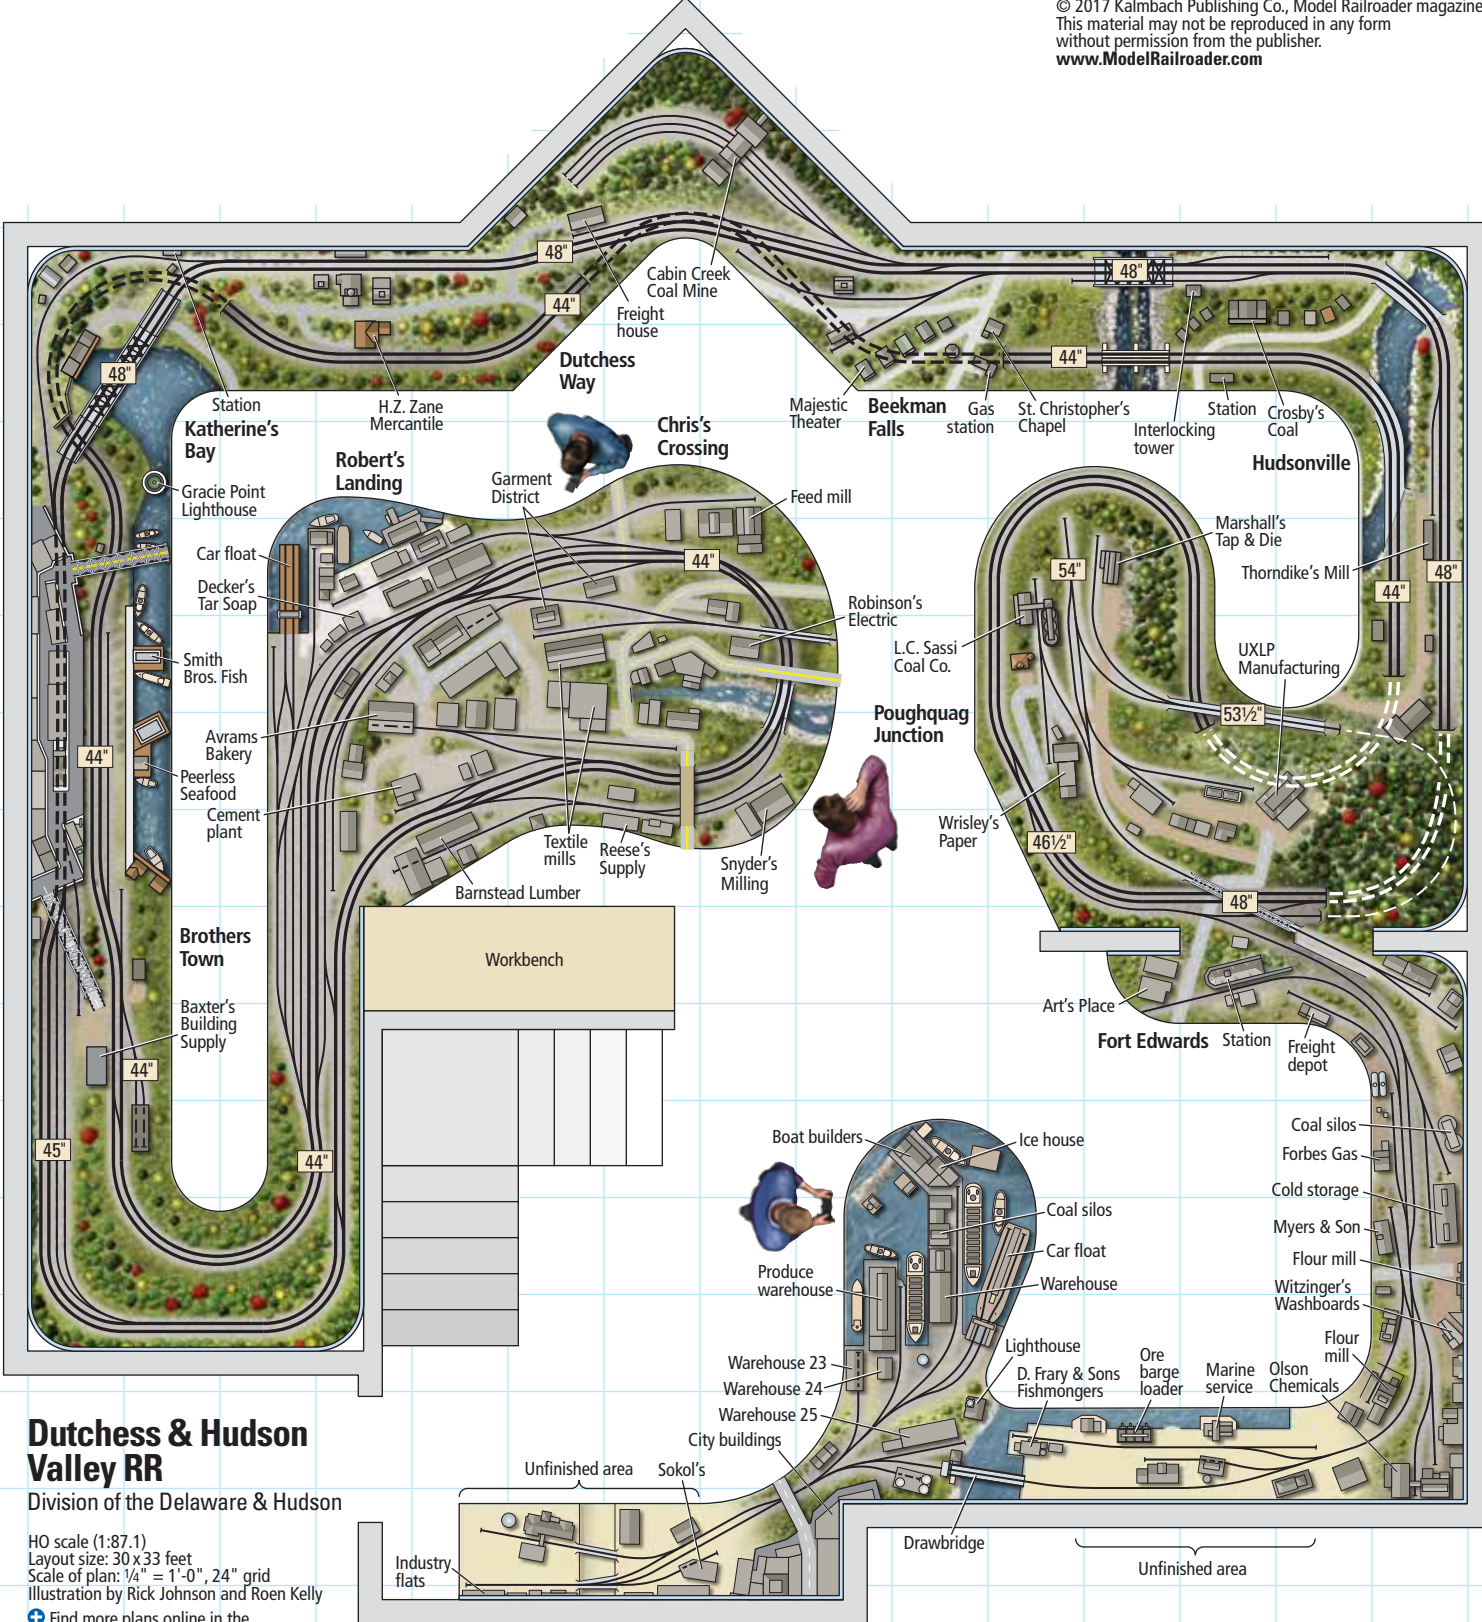 © 2017 Kalmbach Publishing Co., Model Railroader magazine
This material may not be reproduced in any form
without permission from the publisher.
www.ModelRailroader.com
48"
44"
Cabin Creek
Coal Mine
Freight
house
48"
44"
48"
Station
H.Z. Zane
Mercantile
Dutchess
Way
Majestic
Theater
Beekman
Falls
Gas
station
St. Christopher's
Chapel
Interlocking
tower
Station
Crosby's
Coal
Hudsonville
Katherine's
Bay
Gracie Point
Lighthouse
Robert's
Landing
Chris's
Crossing
Garment
District
Feed mill
44"
Car float
Decker's
Tar Soap
Smith
Bros. Fish
Robinson's
Electric
54"
Marshall's
Tap & Die
Thorndike's Mill
44"
48"
L.C. Sassi
Coal Co.
UXLP
Manufacturing
53½"
Poughquag
Junction
44"
Avrams
Bakery
Peerless
Seafood
Cement
plant
Textile
mills
Reese's
Supply
Snyder's
Milling
Barnstead Lumber
Wrisley's
Paper
46½"
48"
Brothers
Town
Workbench
Baxter's
Building
Supply
44"
45"
44"
Art's Place
Fort Edwards
Station
Freight
depot
Boat builders
Ice house
Coal silos
Car float
Warehouse
Produce
warehouse
Coal silos
Forbes Gas
Cold storage
Myers & Son
Flour mill
Witzinger's
Washboards
Flour
mill
Lighthouse
D. Frary & Sons
Fishmongers
Ore
barge
loader
Marine
service
Olson
Chemicals
Warehouse 23
Warehouse 24
Warehouse 25
City buildings
Unfinished area
Sokol's
Industry
flats
Drawbridge
Unfinished area
Dutchess & Hudson
Valley RR
Division of the Delaware & Hudson
HO scale (1:87.1)
Layout size: 30 x 33 feet
Scale of plan: ¼" = 1'-0", 24" grid
Illustration by Rick Johnson and Roen Kelly
Find more plans online in the